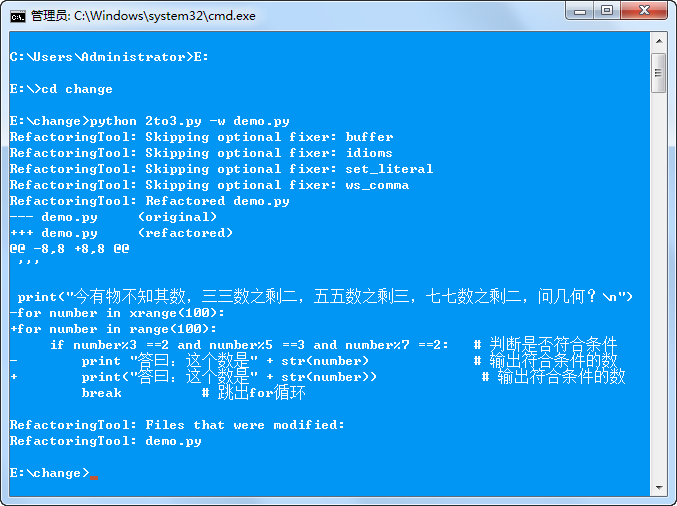 管理员: C:\Windows\system32\cmd.exe
C:\Users\Administrator>E:
E:\>cd change
E:\change>python 2to3.py -w demo.py
RefactoringTool: Skipping optional fixer: buffer
RefactoringTool: Skipping optional fixer: idioms
RefactoringTool: Skipping optional fixer: set_literal
RefactoringTool: Skipping optional fixer: ws_comma
RefactoringTool: Refactored demo.py
--- demo.py     (original)
+++ demo.py     (refactored)
@@ -8,8 +8,8 @@
 '''
 print("今有物不知其数，三三数之剩二，五五数之剩三，七七数之剩二，问几何？\n")
-for number in xrange(100):
+for number in range(100):
     if number%3 ==2 and number%5 ==3 and number%7 ==2:   # 判断是否符合条件
-        print "答曰：这个数是" + str(number)             # 输出符合条件的数
+        print("答曰：这个数是" + str(number))             # 输出符合条件的数
         break          # 跳出for循环
RefactoringTool: Files that were modified:
RefactoringTool: demo.py
E:\change>